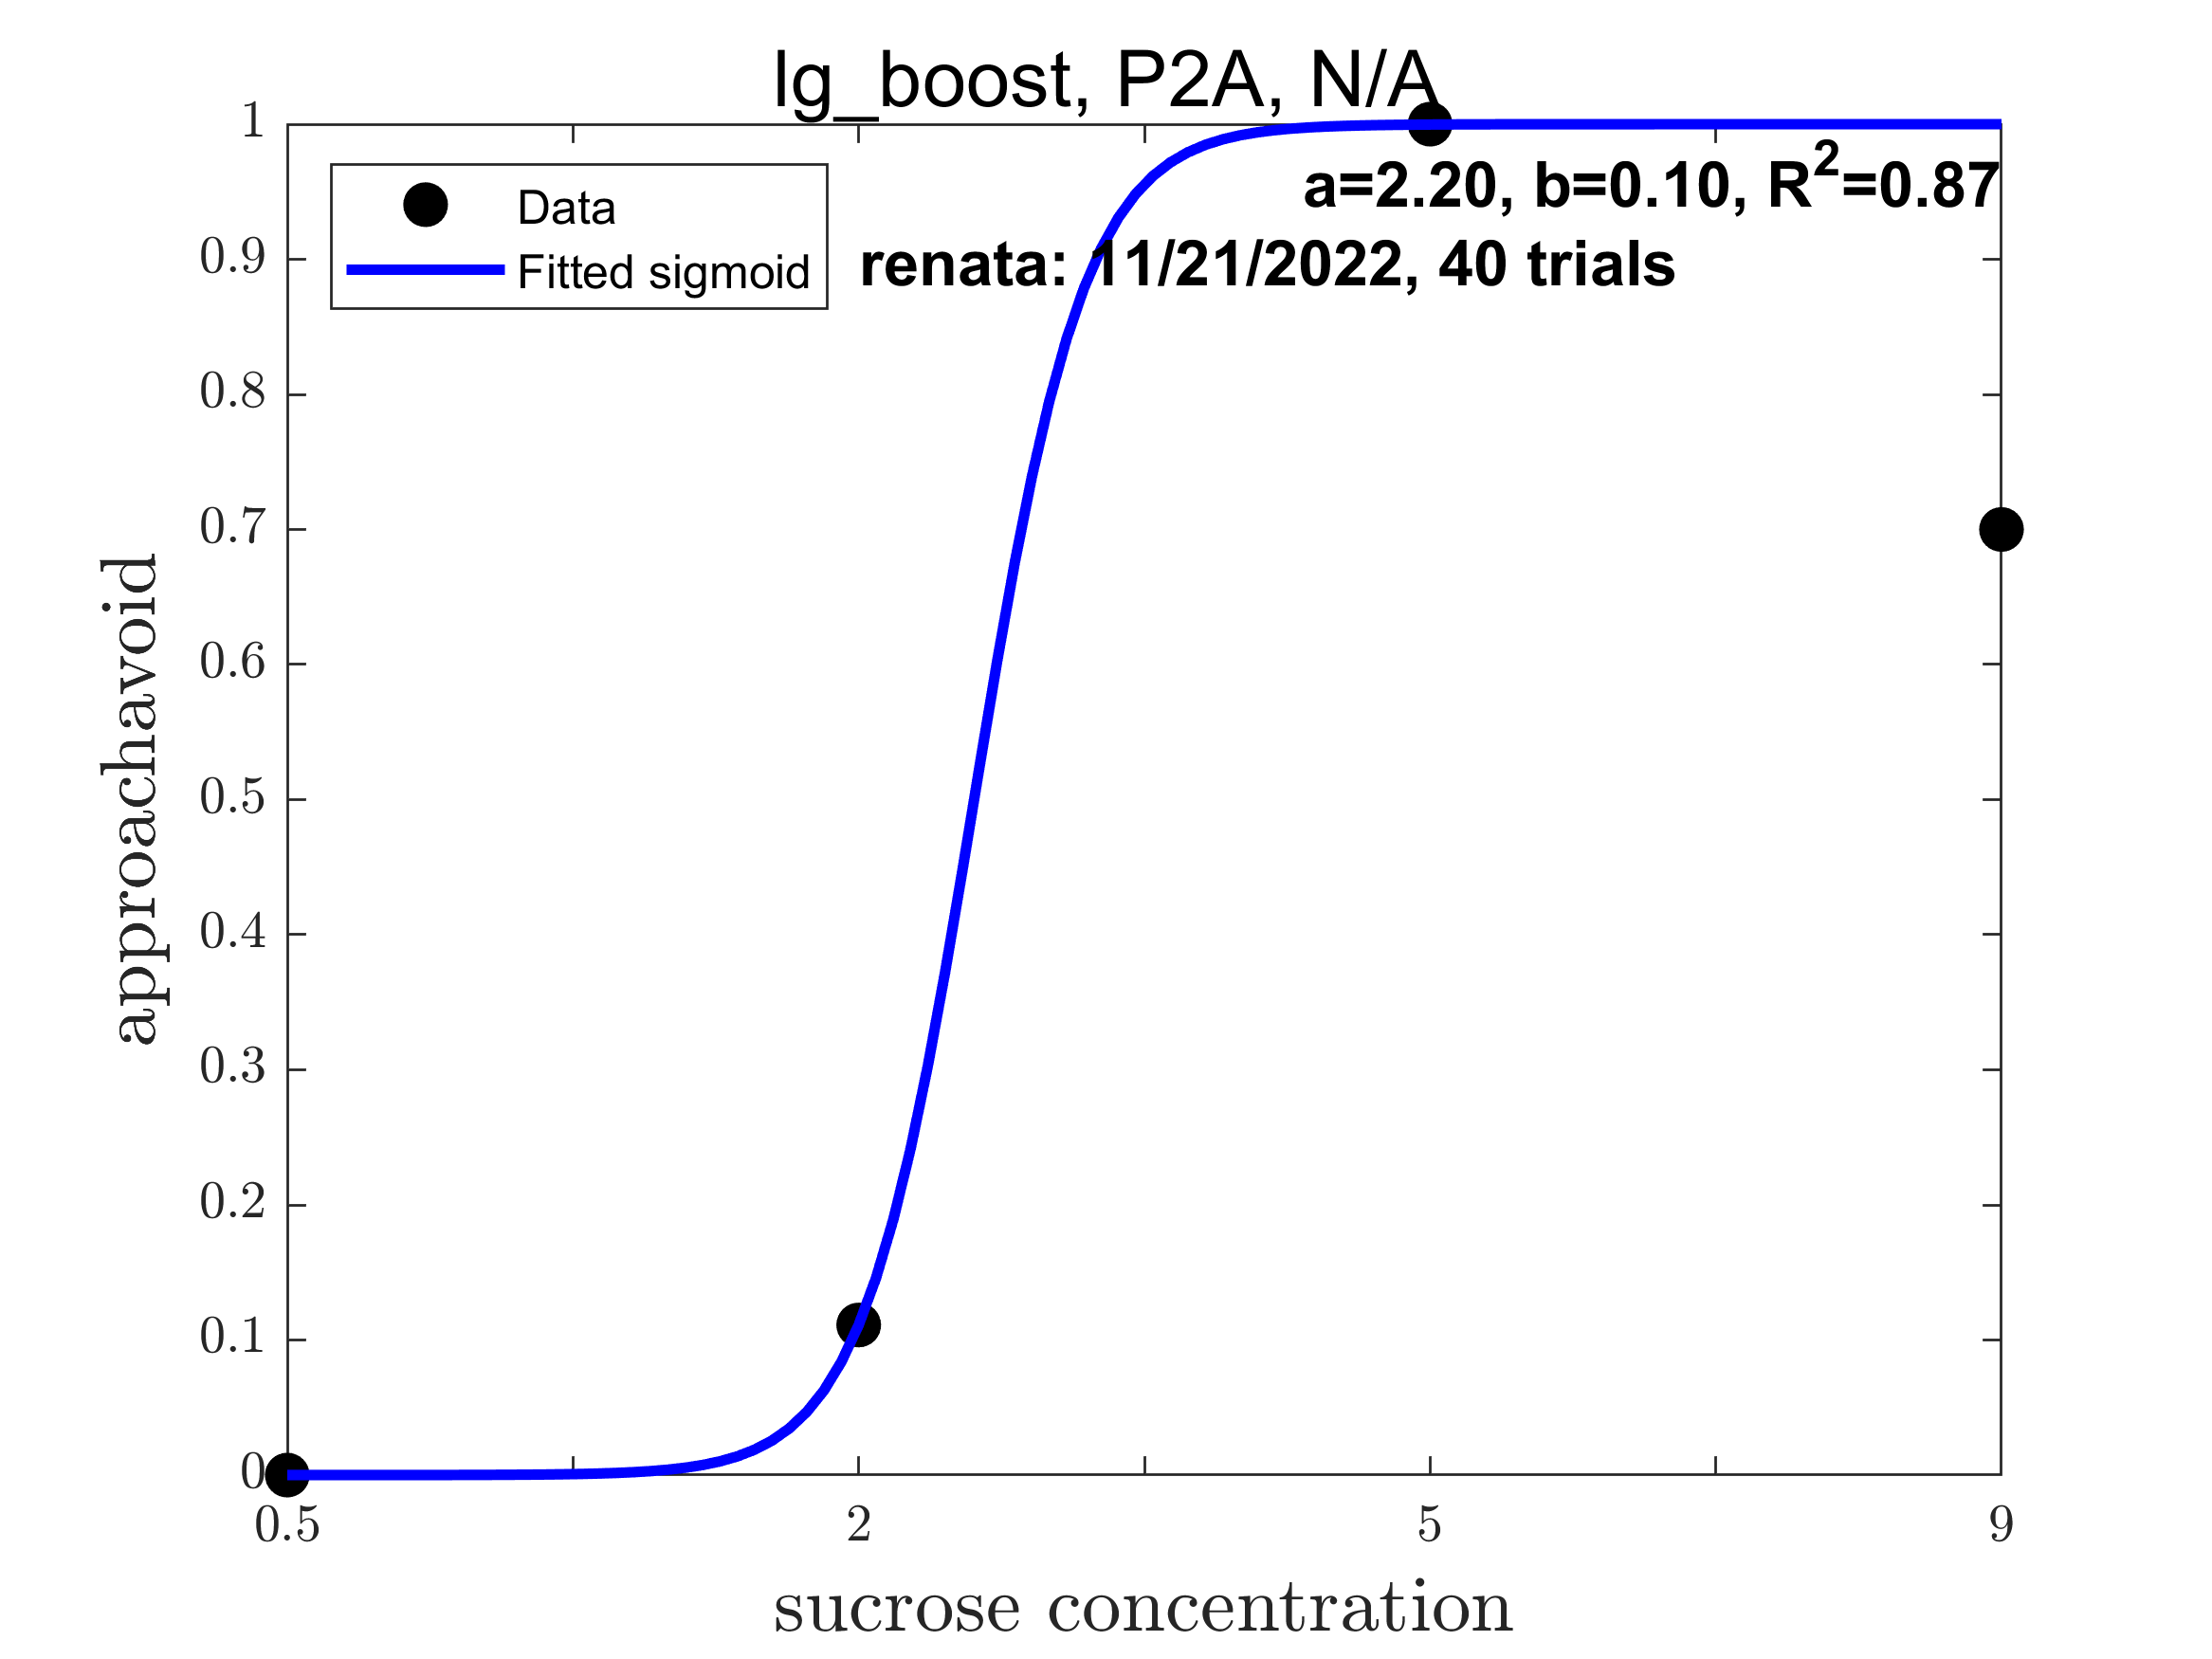 lg_boost, P2A, N/A
1
a=2.20, b=0.10, R²=0.87
Data
0.9
Fitted sigmoid
renata: 11/21/2022, 40 trials
0.8
0.7
0.6
0.5
0.4
0.3
0.2
0.1
0
approachavoid
0.5 2 5 9
sucrose concentration